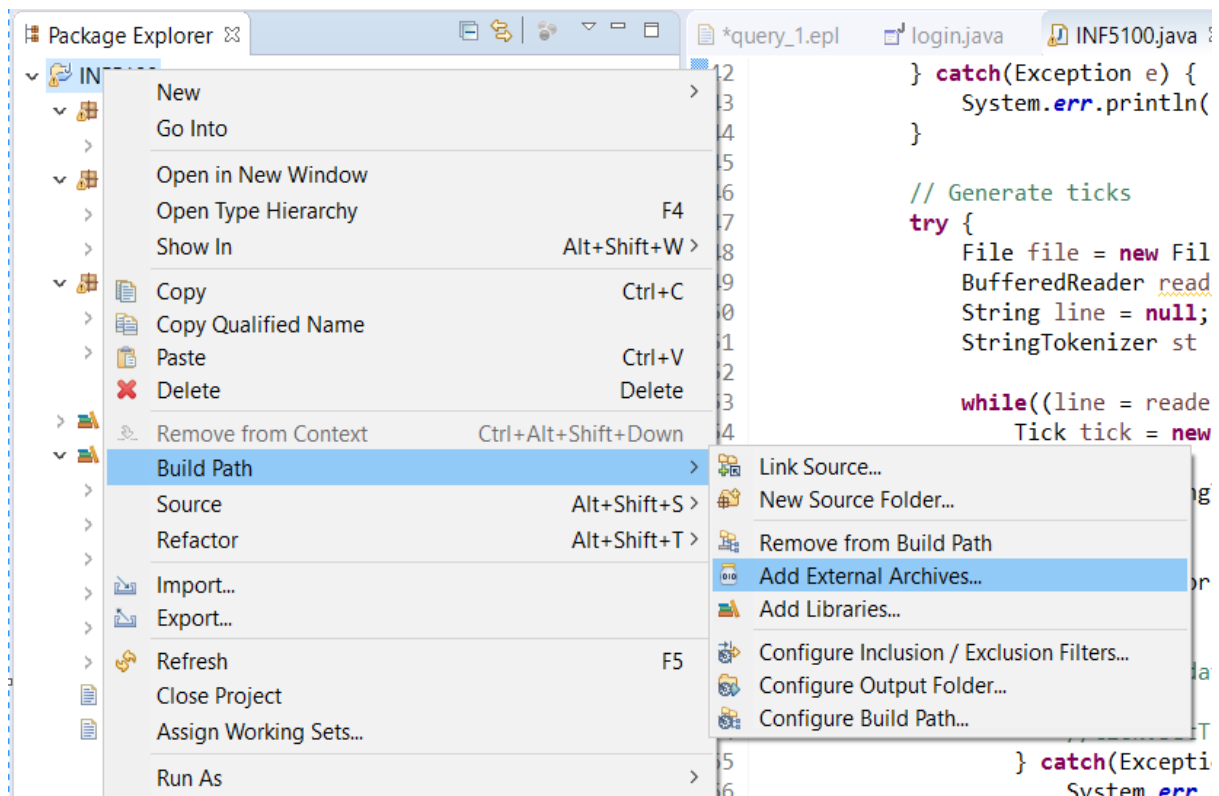 Package Explorer
*query_1.epl login.java INF5100.java
New
Go Into
Open in New Window
Open Type Hierarchy F4
Show In Alt+Shift+W
Copy Ctrl+C
Copy Qualified Name
Paste Ctrl+V
Delete Delete
Remove from Context Ctrl+Alt+Shift+Down
Build Path
Source Alt+Shift+S
Refactor Alt+Shift+T
Import...
Export...
Refresh F5
Close Project
Assign Working Sets...
Run As
Link Source...
New Source Folder...
Remove from Build Path
Add External Archives...
Add Libraries...
Configure Inclusion / Exclusion Filters...
Configure Output Folder...
Configure Build Path...
} catch(Exception e) {
System.err.println(
}
// Generate ticks
try {
File file = new Fil
BufferedReader read
String line = null;
StringTokenizer st
while((line = reade
Tick tick = new
} catch(Excepti
System.err